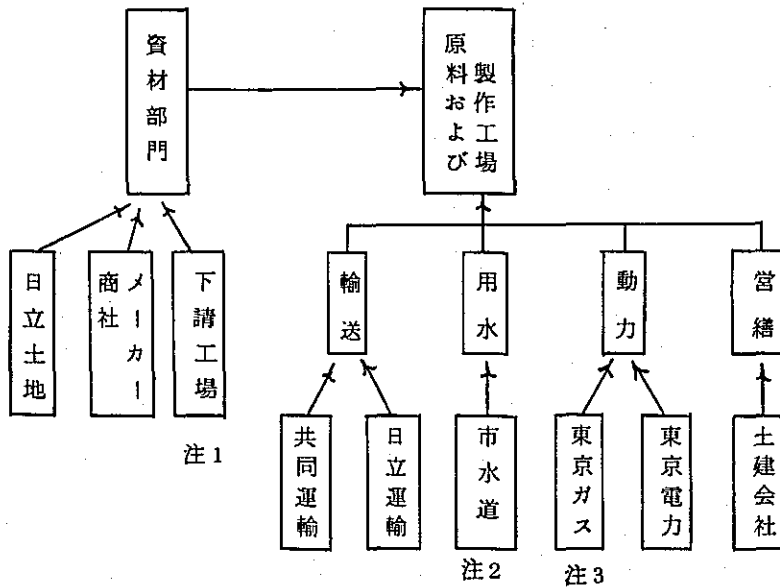 資材部門
原料および
製作工場
日立土地
商社
メーカー
下請工場
輸送
用水
動力
営繕
注1
共同運輸
日立運輸
市水道
東京ガス
東京電力
土建会社
注2
注3